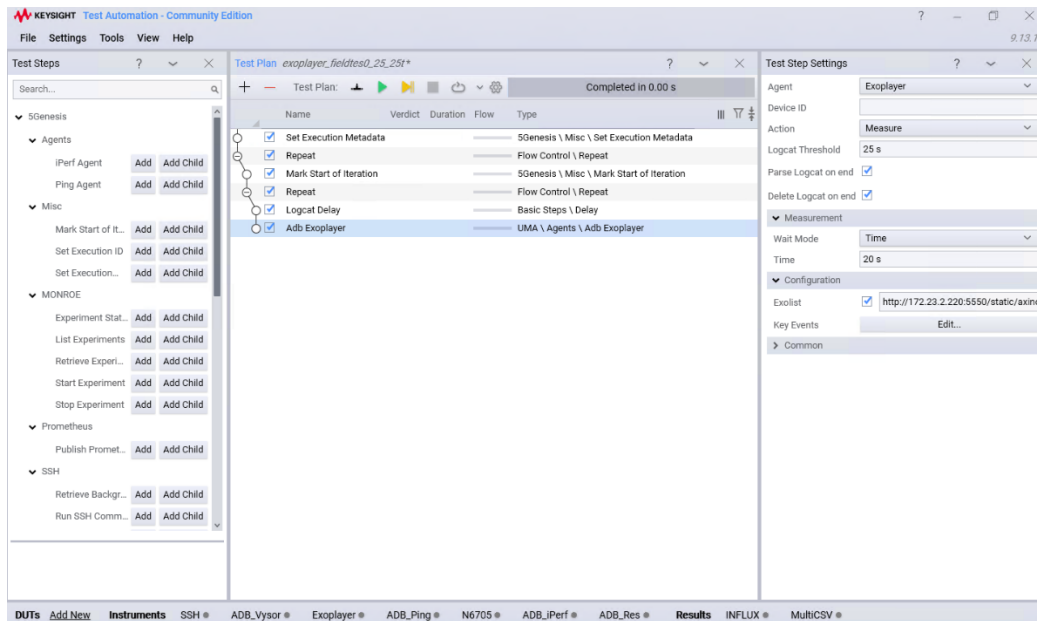 KEYSIGHT Test Automation - Community Edition
File Settings Tools View Help
9.13.1
Test Steps
Search...
5Genesis
Agents
iPerf Agent Add Add Child
Ping Agent Add Add Child
Misc
Mark Start of It... Add Add Child
Set Execution ID Add Add Child
Set Execution... Add Add Child
MONROE
Experiment Stat... Add Add Child
List Experiments Add Add Child
Retrieve Experi... Add Add Child
Start Experiment Add Add Child
Stop Experiment Add Add Child
Prometheus
Publish Promet... Add Add Child
SSH
Retrieve Backgr... Add Add Child
Run SSH Comm... Add Add Child
Test Plan exoplayer_fieldtes0_25_25t*
Test Plan: Completed in 0.00 s
Name Verdict Duration Flow Type
Set Execution Metadata 5Genesis \ Misc \ Set Execution Metadata
Repeat Flow Control \ Repeat
Mark Start of Iteration 5Genesis \ Misc \ Mark Start of Iteration
Repeat Flow Control \ Repeat
Logcat Delay Basic Steps \ Delay
Adb Exoplayer UMA \ Agents \ Adb Exoplayer
Test Step Settings
Agent Exoplayer
Device ID
Action Measure
Logcat Threshold 25 s
Parse Logcat on end
Delete Logcat on end
Measurement
Wait Mode Time
Time 20 s
Configuration
Exolist http://172.23.2.220:5550/static/axino
Key Events Edit...
Common
DUTs Add New Instruments SSH ADB_Vysor Exoplayer ADB_Ping N6705 ADB_iPerf ADB_Res Results INFLUX MultiCSV